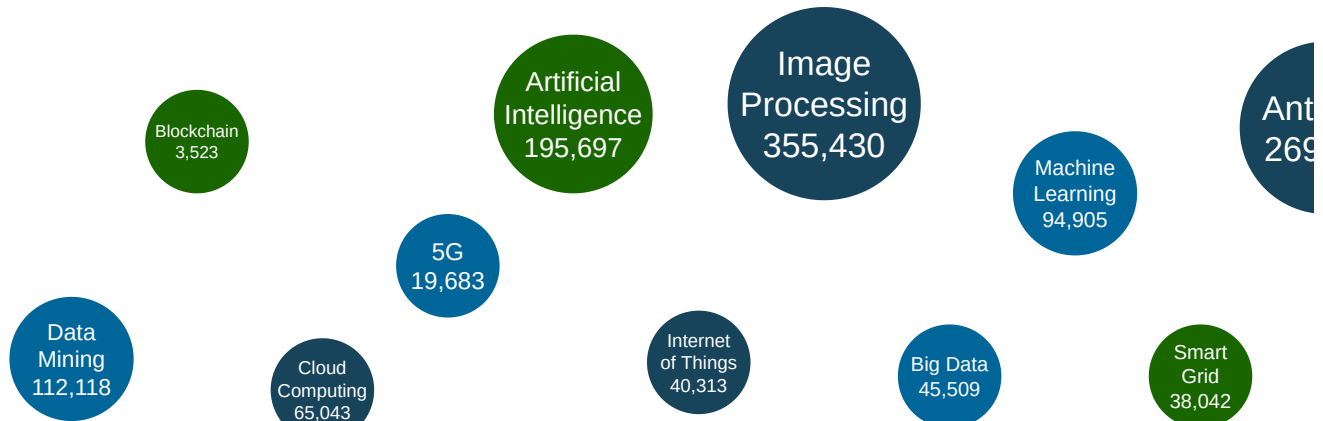 Blockchain
3,523
Artificial
Intelligence
195,697
Image
Processing
355,430
Machine
Learning
94,905
5G
19,683
Data
Mining
112,118
Cloud
Computing
65,043
Internet
of Things
40,313
Big Data
45,509
Smart
Grid
38,042